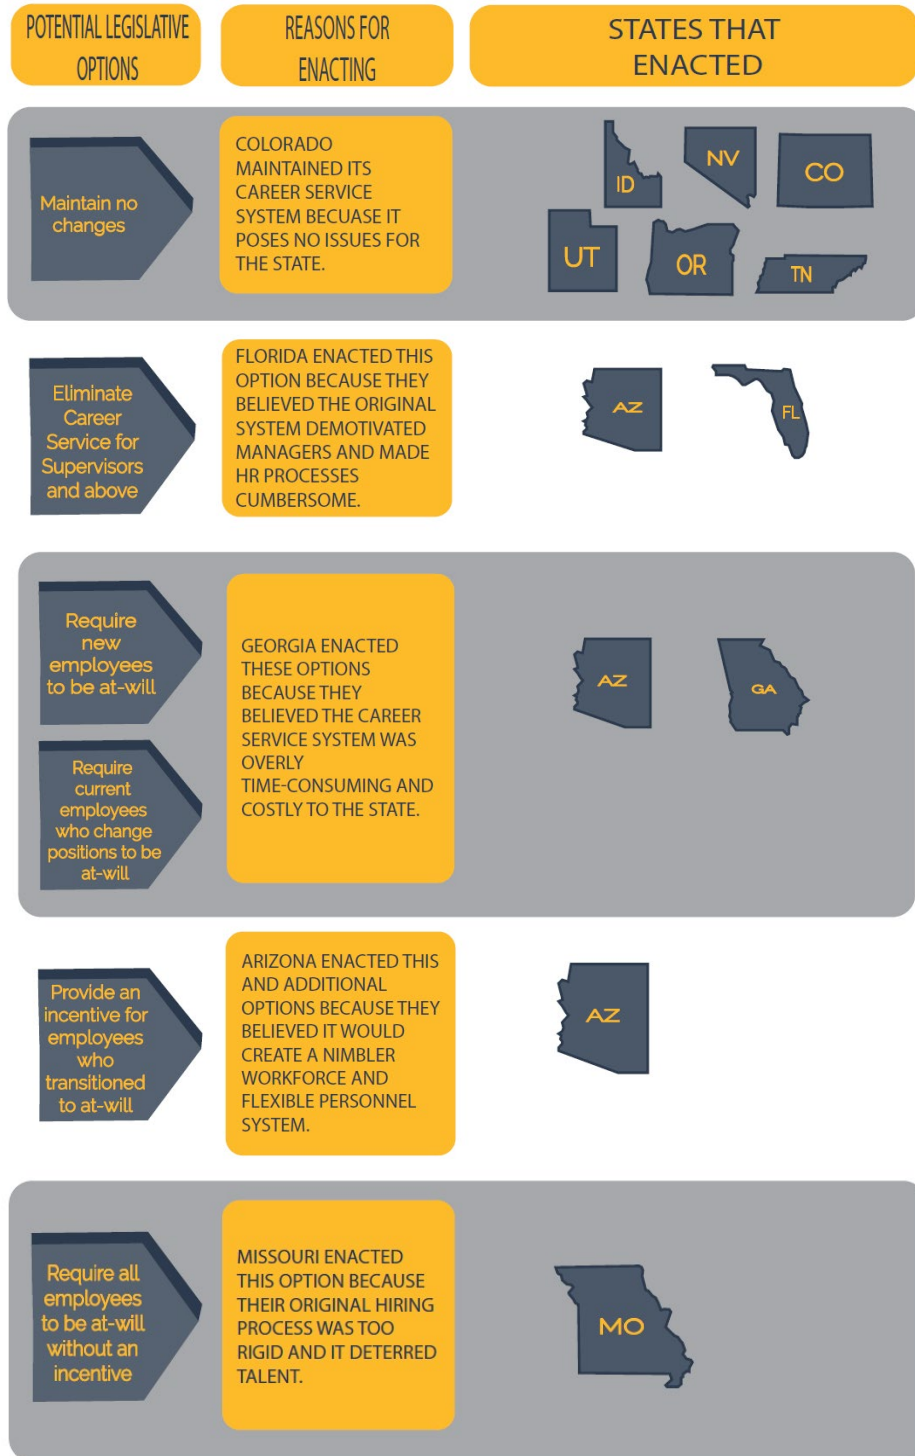 POTENTIAL LEGISLATIVE
OPTIONS
REASONS FOR
ENACTING
STATES THAT
ENACTED
Maintain no
changes
COLORADO
MAINTAINED ITS
CAREER SERVICE
SYSTEM BECUASE IT
POSES NO ISSUES FOR
THE STATE.
ID
NV
CO
UT
OR
TN
Eliminate
Career
Service for
Supervisors
and above
FLORIDA ENACTED THIS
OPTION BECAUSE THEY
BELIEVED THE ORIGINAL
SYSTEM DEMOTIVATED
MANAGERS AND MADE
HR PROCESSES
CUMBERSOME.
AZ
FL
Require
new
employees
to be at-will
Require
current
employees
who change
positions to be
at-will
GEORGIA ENACTED
THESE OPTIONS
BECAUSE THEY
BELIEVED THE CAREER
SERVICE SYSTEM WAS
OVERLY
TIME-CONSUMING AND
COSTLY TO THE STATE.
AZ
GA
Provide an
incentive for
employees
who
transitioned
to at-will
ARIZONA ENACTED THIS
AND ADDITIONAL
OPTIONS BECAUSE THEY
BELIEVED IT WOULD
CREATE A NIMBLER
WORKFORCE AND
FLEXIBLE PERSONNEL
SYSTEM.
AZ
Require all
employees
to be at-will
without an
incentive
MISSOURI ENACTED
THIS OPTION BECAUSE
THEIR ORIGINAL HIRING
PROCESS WAS TOO
RIGID AND IT DETERRED
TALENT.
MO